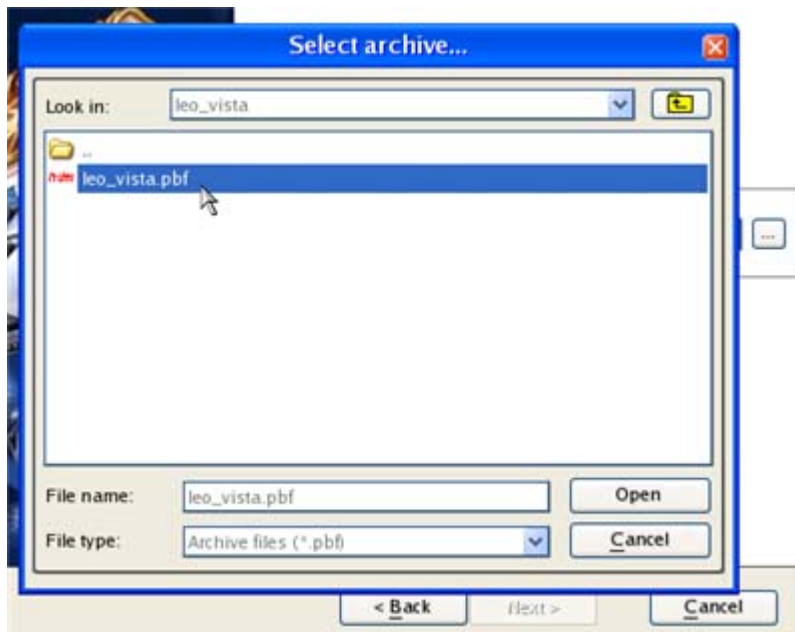 Select archive...
Look in: leo_vista
..
leo_vista.pbf
...
File name: leo_vista.pbf Open
File type: Archive files (*.pbf) Cancel
< Back Next > Cancel